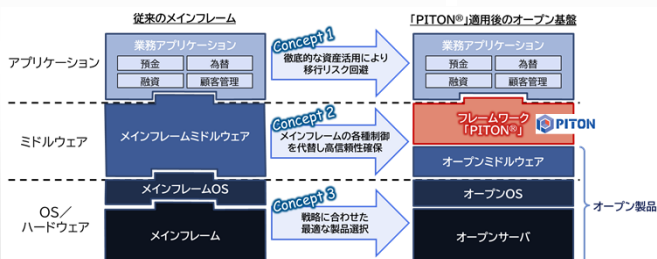 従来のメインフレーム
「PITON®」適用後のオープン基盤
アプリケーション
業務アプリケーション
預金
為替
融資
顧客管理
Concept 1
徹底的な資産活用により
移行リスク回避
業務アプリケーション
預金
為替
融資
顧客管理
ミドルウェア
メインフレームミドルウェア
Concept 2
メインフレームの各種制御
を代替し高信頼性確保
フレームワーク
「PITON®」
PITON
オープンミドルウェア
OS／
ハードウェア
メインフレームOS
メインフレーム
Concept 3
戦略に合わせた
最適な製品選択
オープンOS
オープンサーバ
オープン製品